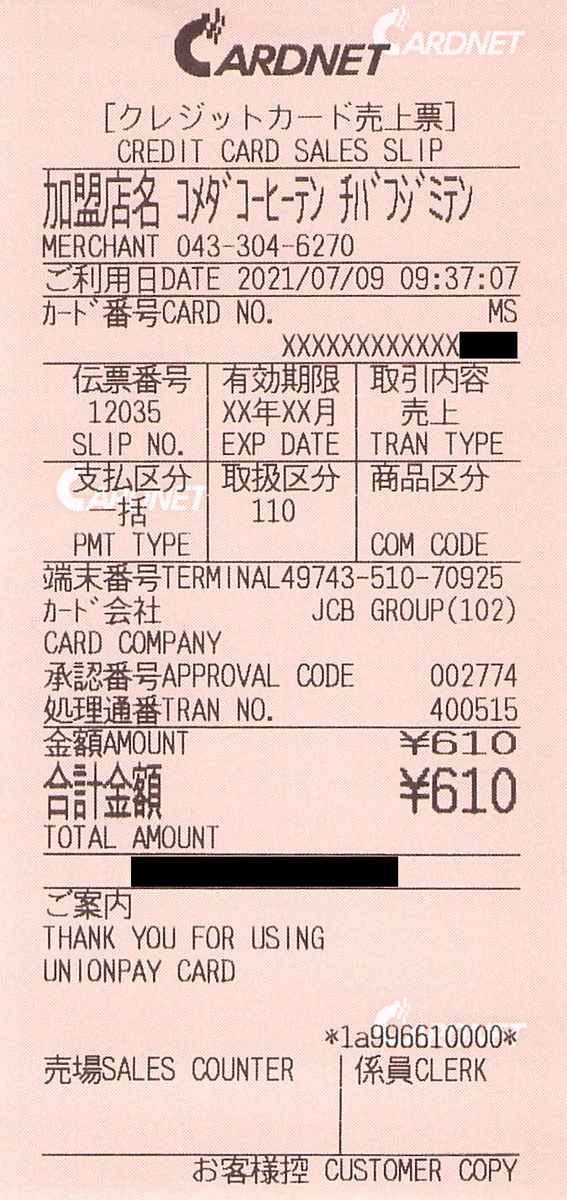 CARDNET
CARDNET
[クレジットカード売上票]
CREDIT CARD SALES SLIP
加盟店名 コメダコーヒーテン チバフジミテン
MERCHANT 043-304-6270
ご利用日DATE 2021/07/09 09:37:07
カード番号CARD NO. MS
XXXXXXXXXXXX
伝票番号 有効期限 取引内容
12035 XX年XX月 売上
SLIP NO. EXP DATE TRAN TYPE
支払区分 取扱区分 商品区分
CARDNET
一括 110
PMT TYPE COM CODE
端末番号TERMINAL49743-510-70925
カード会社 JCB GROUP(102)
CARD COMPANY
承認番号APPROVAL CODE 002774
処理通番TRAN NO. 400515
金額AMOUNT ¥610
合計金額 ¥610
TOTAL AMOUNT
ご案内
THANK YOU FOR USING
UNIONPAY CARD
CARDNET
*1a996610000*
売場SALES COUNTER 係員CLERK
お客様控 CUSTOMER COPY